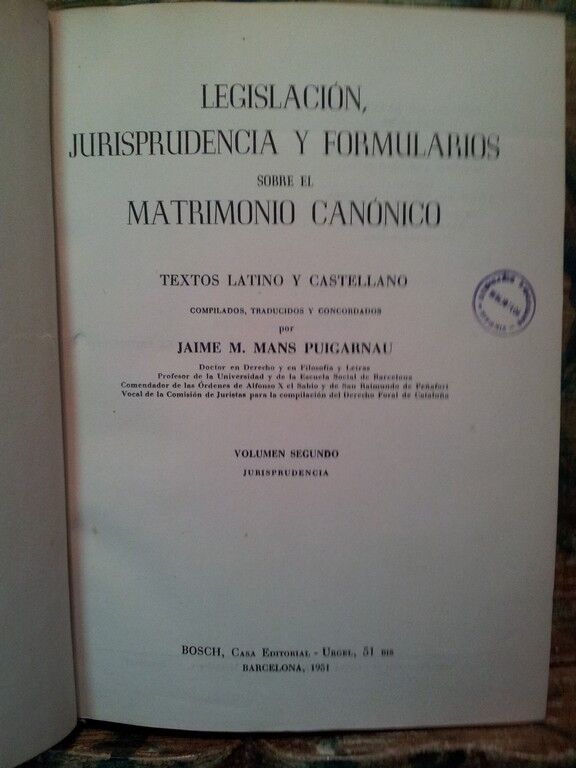 LEGISLACIÓN,
JURISPRUDENCIA Y FORMULARIOS
SOBRE EL
MATRIMONIO CANÓNICO
TEXTOS LATINO Y CASTELLANO
COMPILADOS, TRADUCIDOS Y CONCORDADOS
por
JAIME M. MANS PUIGARNAU
Doctor en Derecho y en Filosofía y Letras
Profesor de la Universidad y de la Escuela Social de Barcelona
Comendador de las Órdenes de Alfonso X el Sabio y de San Raimundo de Peñafort
Vocal de la Comisión de Juristas para la compilación del Derecho Foral de Cataluña
VOLUMEN SEGUNDO
JURISPRUDENCIA
BOSCH, CASA EDITORIAL - URGEL, 51 BIS
BARCELONA, 1951